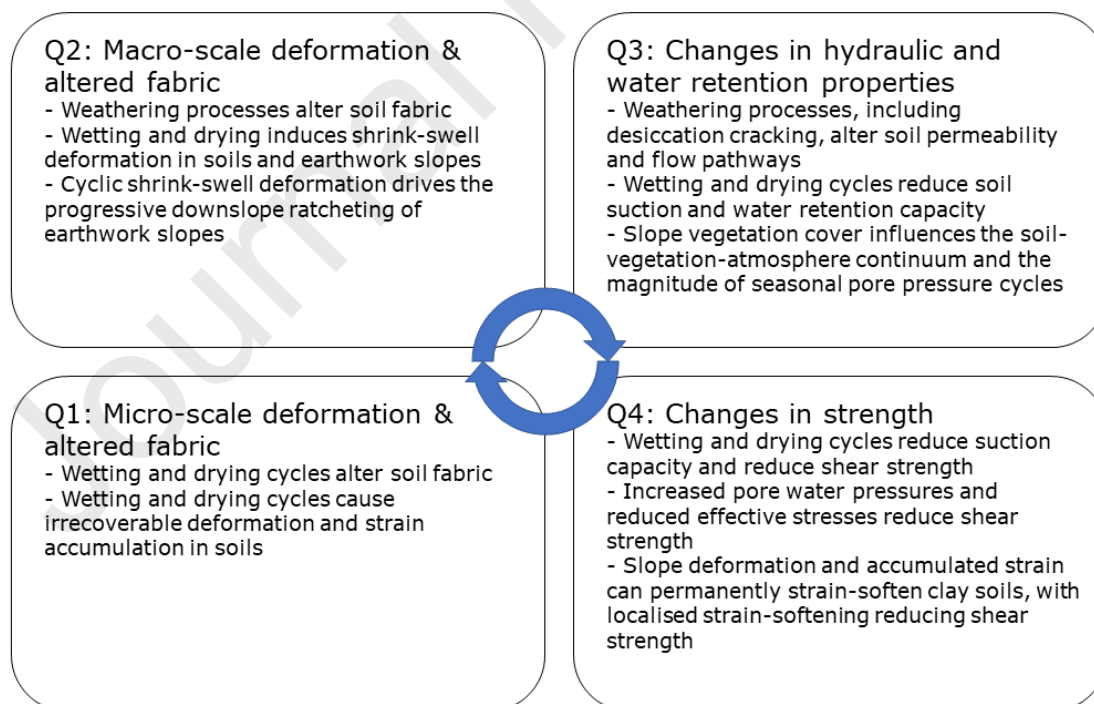 Q2: Macro-scale deformation &
altered fabric
- Weathering processes alter soil fabric
- Wetting and drying induces shrink-swell
deformation in soils and earthwork slopes
- Cyclic shrink-swell deformation drives the
progressive downslope ratcheting of
earthwork slopes
Q3: Changes in hydraulic and
water retention properties
- Weathering processes, including
desiccation cracking, alter soil permeability
and flow pathways
- Wetting and drying cycles reduce soil
suction and water retention capacity
- Slope vegetation cover influences the soil-
vegetation-atmosphere continuum and the
magnitude of seasonal pore pressure cycles
Q1: Micro-scale deformation &
altered fabric
- Wetting and drying cycles alter soil fabric
- Wetting and drying cycles cause
irrecoverable deformation and strain
accumulation in soils
Q4: Changes in strength
- Wetting and drying cycles reduce suction
capacity and reduce shear strength
- Increased pore water pressures and
reduced effective stresses reduce shear
strength
- Slope deformation and accumulated strain
can permanently strain-soften clay soils, with
localised strain-softening reducing shear
strength
Journal